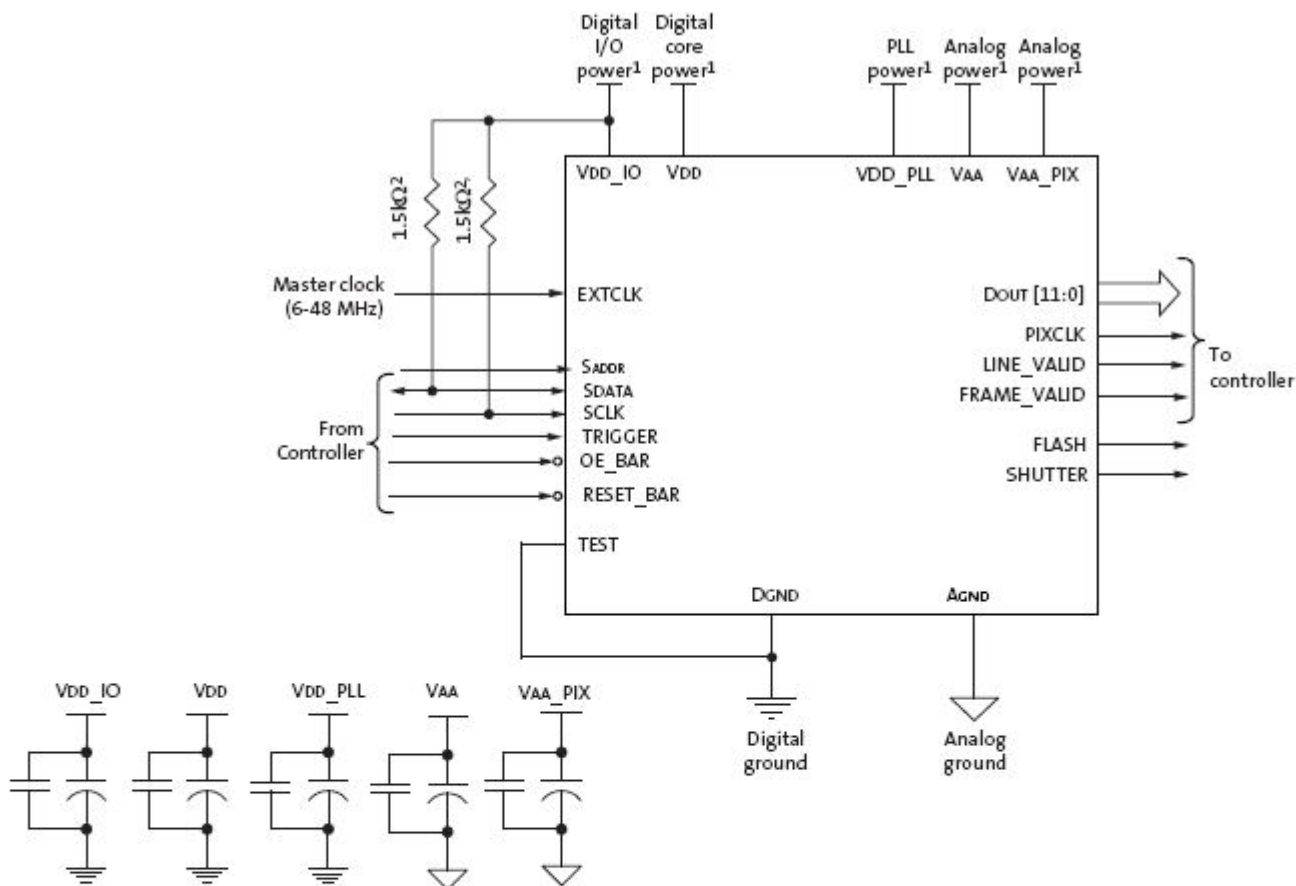 Digital
I/O
power¹
Digital
core
power¹
PLL
power¹
Analog
power¹
Analog
power¹
VDD_IO
VDD
VDD_PLL
VAA
VAA_PIX
1.5kΩ²
1.5kΩ²
Master clock
(6-48 MHz)
EXTCLK
SADDR
SDATA
SCLK
TRIGGER
OE_BAR
RESET_BAR
TEST
From
Controller
DOUT [11:0]
PIXCLK
LINE_VALID
FRAME_VALID
FLASH
SHUTTER
To
controller
DGND
AGND
Digital
ground
Analog
ground
VDD_IO
VDD
VDD_PLL
VAA
VAA_PIX